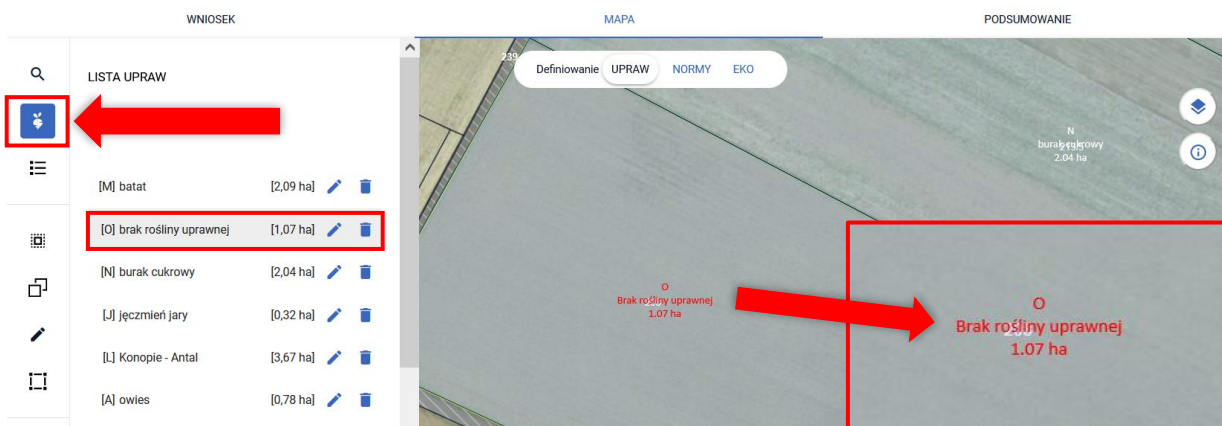 WNIOSEK
MAPA
PODSUMOWANIE
LISTA UPRAW
[M] batat [2,09 ha]
[O] brak rośliny uprawnej [1,07 ha]
[N] burak cukrowy [2,04 ha]
[J] jęczmień jary [0,32 ha]
[L] Konopie - Antal [3,67 ha]
[A] owies [0,78 ha]
239
Definiowanie UPRAW NORMY EKO
N
burak cukrowy
2.04 ha
O
Brak rośliny uprawnej
1.07 ha
O
Brak rośliny uprawnej
1.07 ha